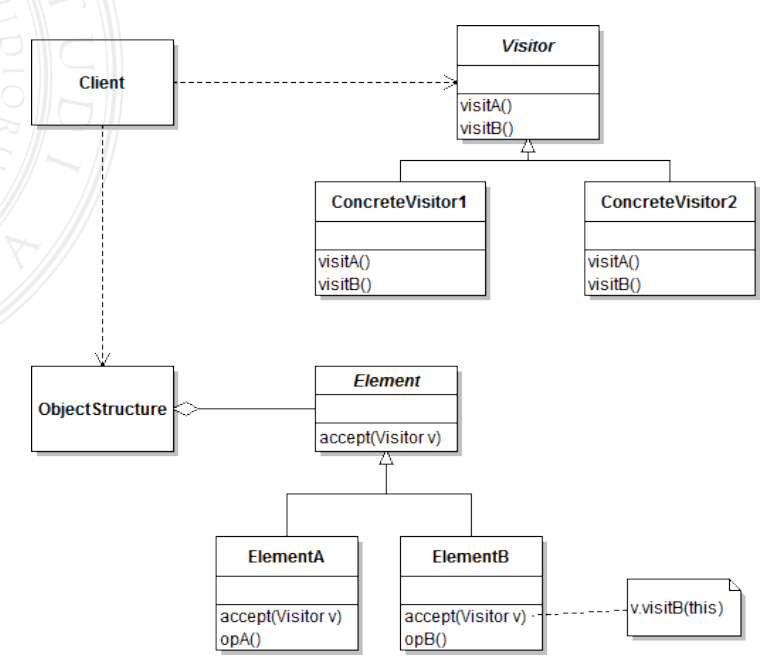 Visitor
Client
visitA()
visitB()
ConcreteVisitor1
ConcreteVisitor2
visitA()
visitB()
visitA()
visitB()
Element
ObjectStructure
accept(Visitor v)
ElementA
ElementB
accept(Visitor v)
opA()
accept(Visitor v)
opB()
v.visitB(this)